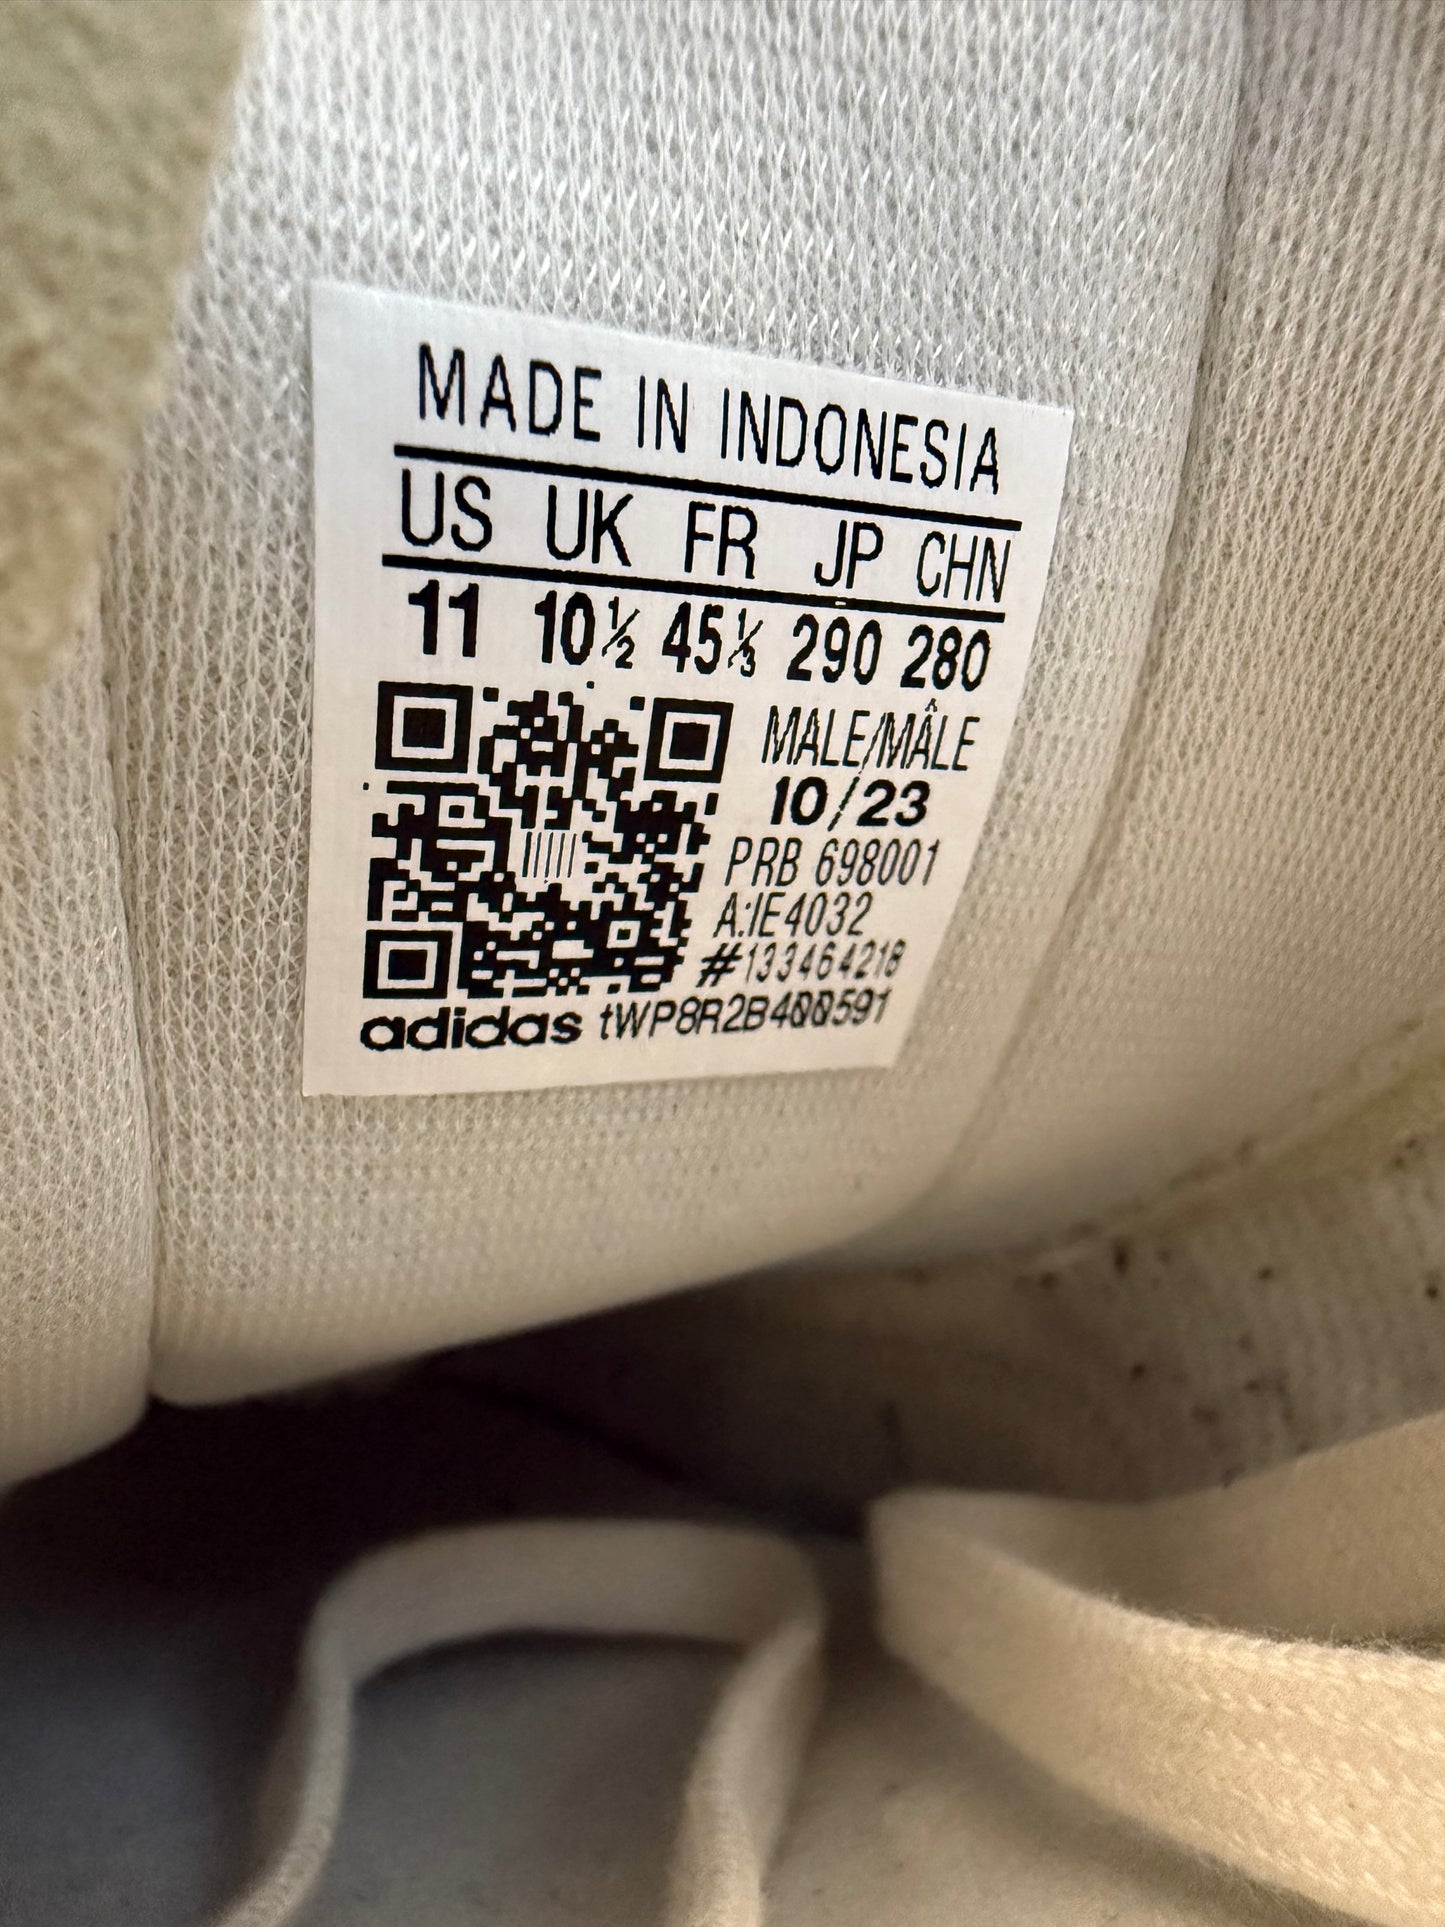 MADE IN INDONESIA
US UK FR JP CHN
11 10½ 45⅓ 290 280
MALE/MÂLE
10/23
PRB 698001
A:IE4032
#133464218
adidas tWP8R2B400591